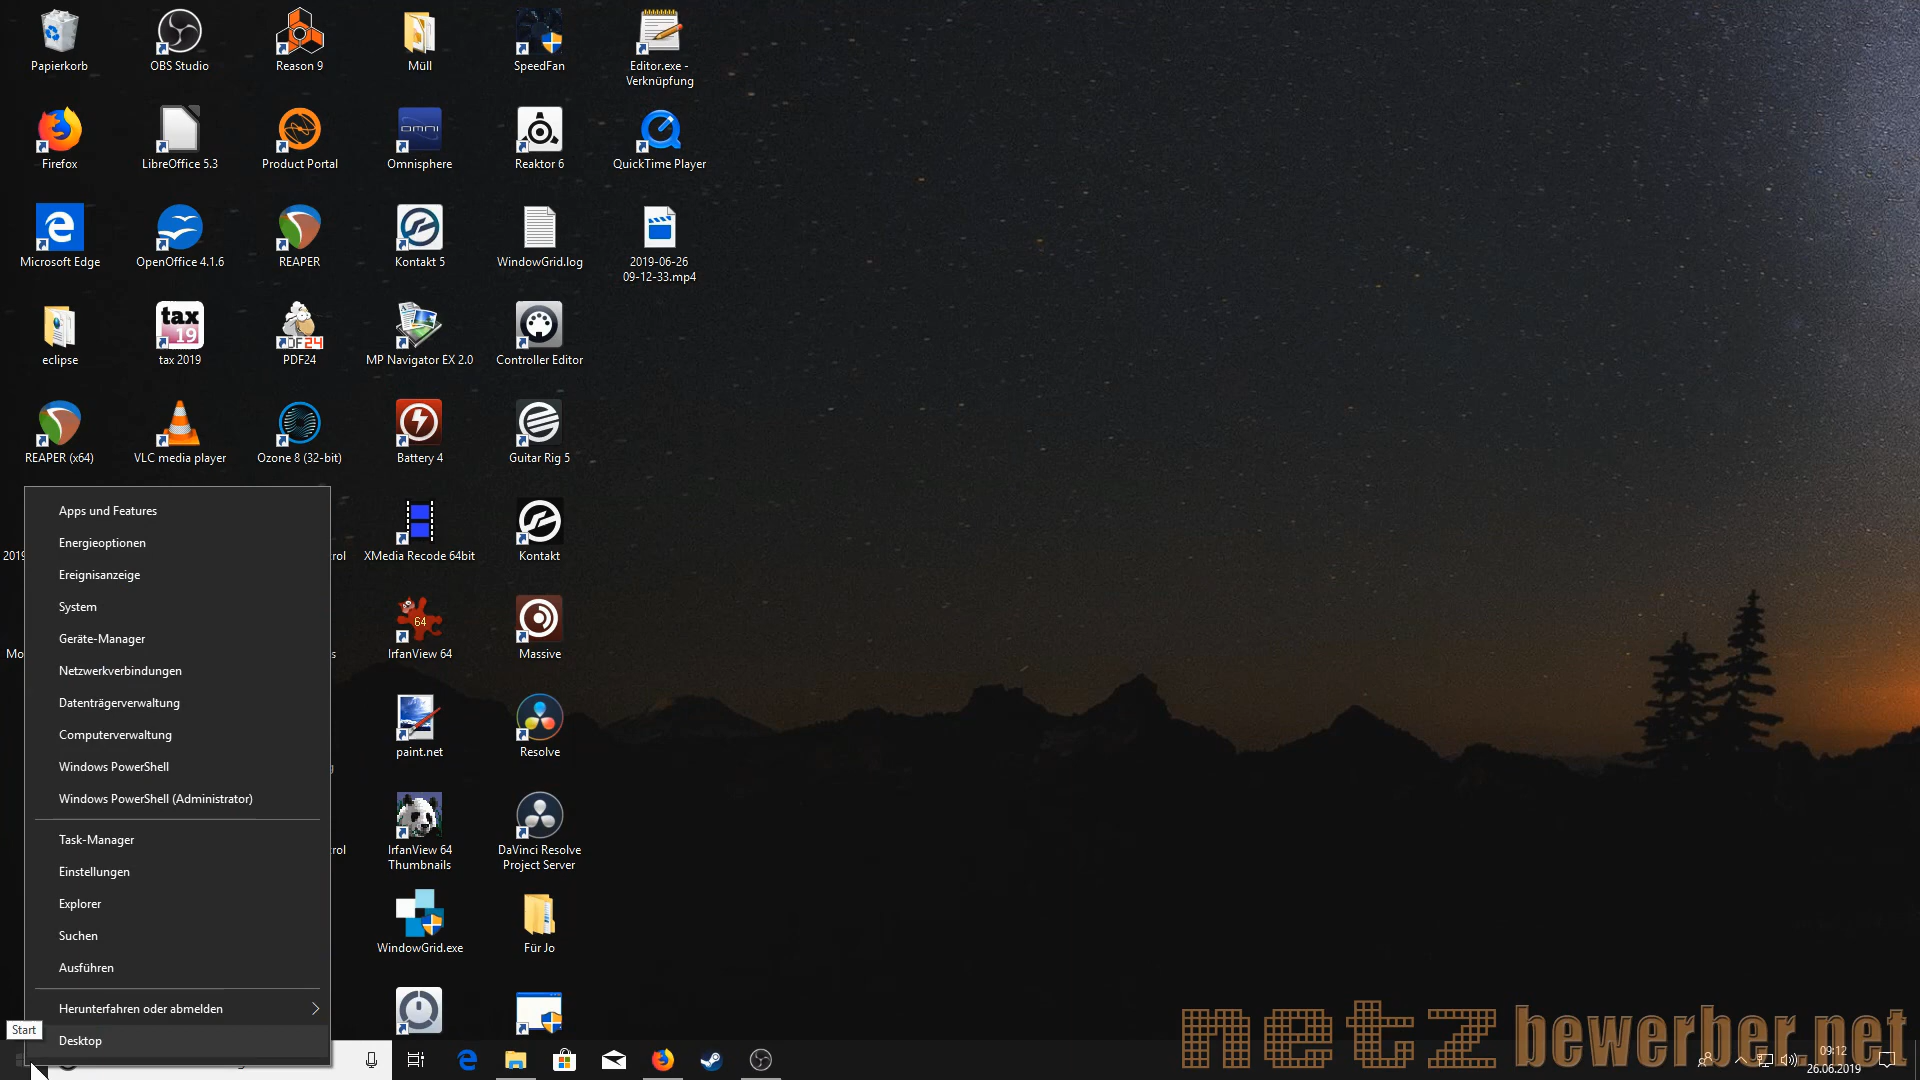 Papierkorb
OBS Studio
Reason 9
Müll
SpeedFan
Editor.exe -
Verknüpfung
Firefox
LibreOffice 5.3
Product Portal
OMNI
Omnisphere
Reaktor 6
QuickTime Player
Microsoft Edge
OpenOffice 4.1.6
REAPER
Kontakt 5
WindowGrid.log
2019-06-26
09-12-33.mp4
eclipse
tax
19
tax 2019
PDF24
PDF24
MP Navigator EX 2.0
Controller Editor
REAPER (x64)
VLC media player
Ozone 8 (32-bit)
Battery 4
Guitar Rig 5
2019
rol
XMedia Recode 64bit
Kontakt
Mo
s
64
IrfanView 64
Massive
paint.net
Resolve
rol
IrfanView 64
Thumbnails
DaVinci Resolve
Project Server
WindowGrid.exe
Für Jo
Apps und Features
Energieoptionen
Ereignisanzeige
System
Geräte-Manager
Netzwerkverbindungen
Datenträgerverwaltung
Computerverwaltung
Windows PowerShell
Windows PowerShell (Administrator)
Task-Manager
Einstellungen
Explorer
Suchen
Ausführen
Herunterfahren oder abmelden
Desktop
Start
netzbewerber.net
09:12
26.06.2019